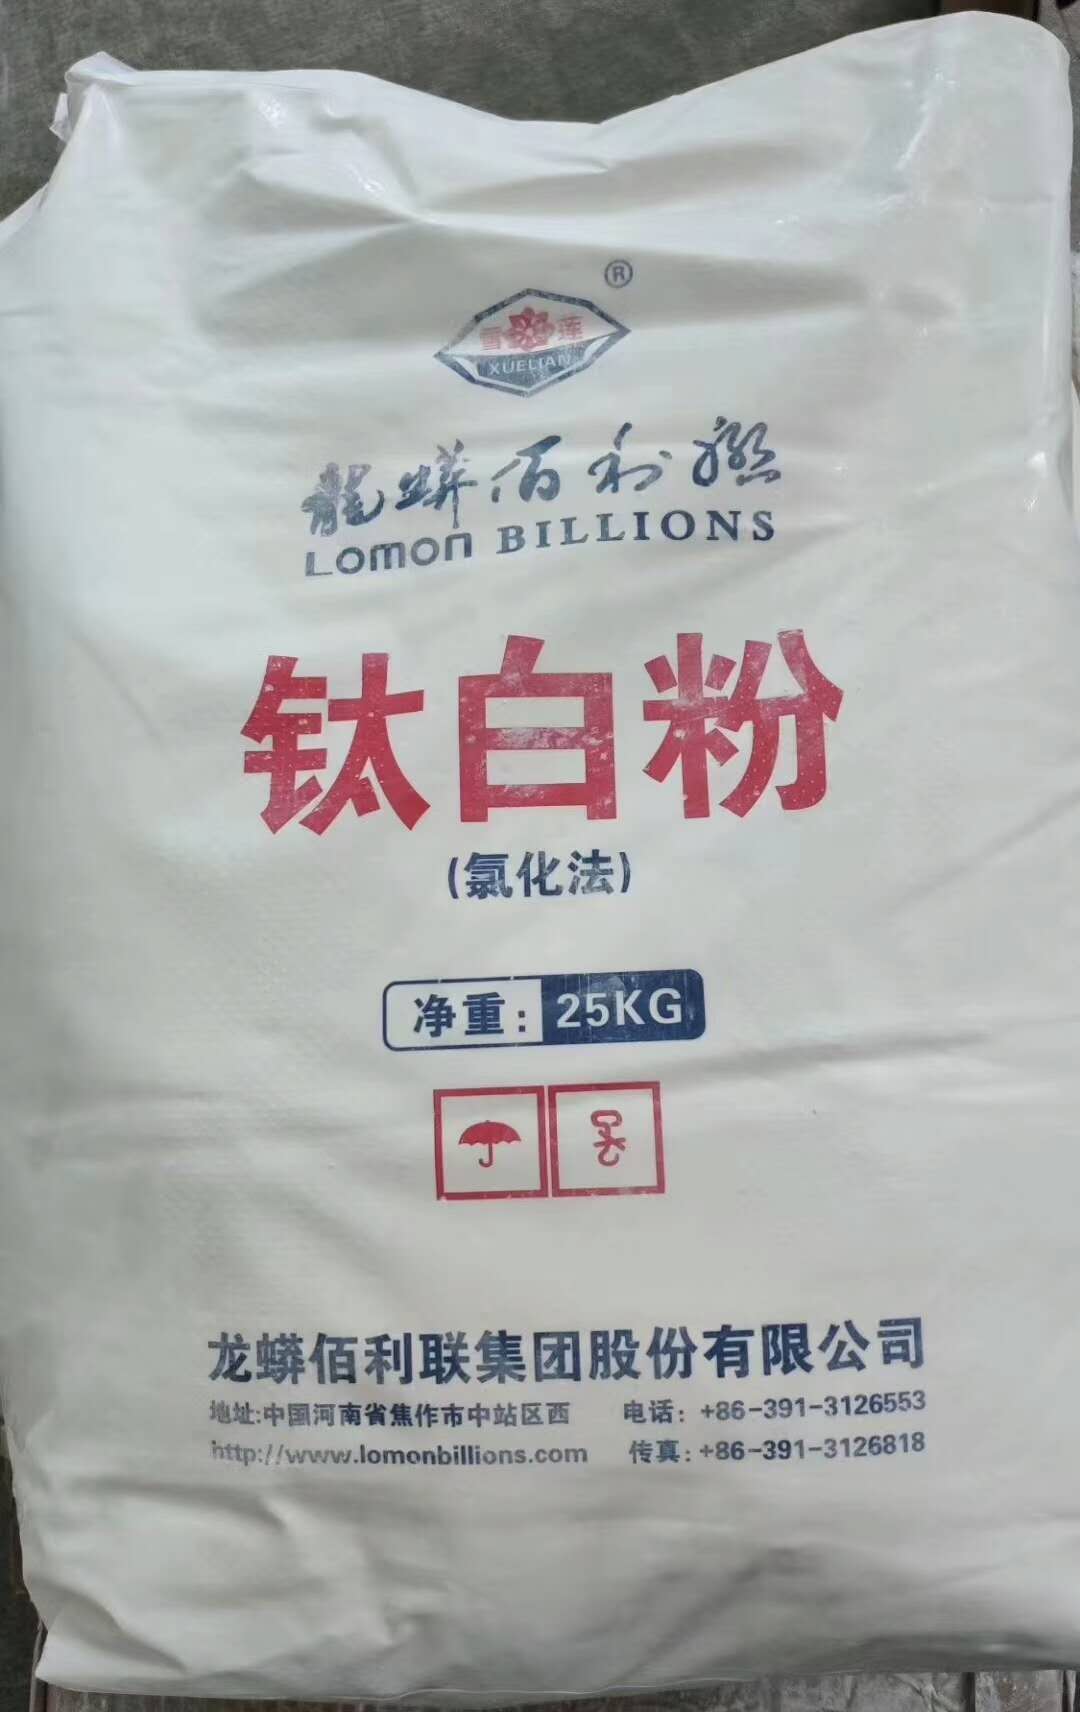 ®
雪莲
XUELIAN
龍蟒佰利聯
LOMON BILLIONS
钛白粉
(氯化法)
净重: 25KG
龙蟒佰利联集团股份有限公司
地址:中国河南省焦作市中站区西 电话: +86-391-3126553
http://www.lomonbillions.com 传真: +86-391-3126818